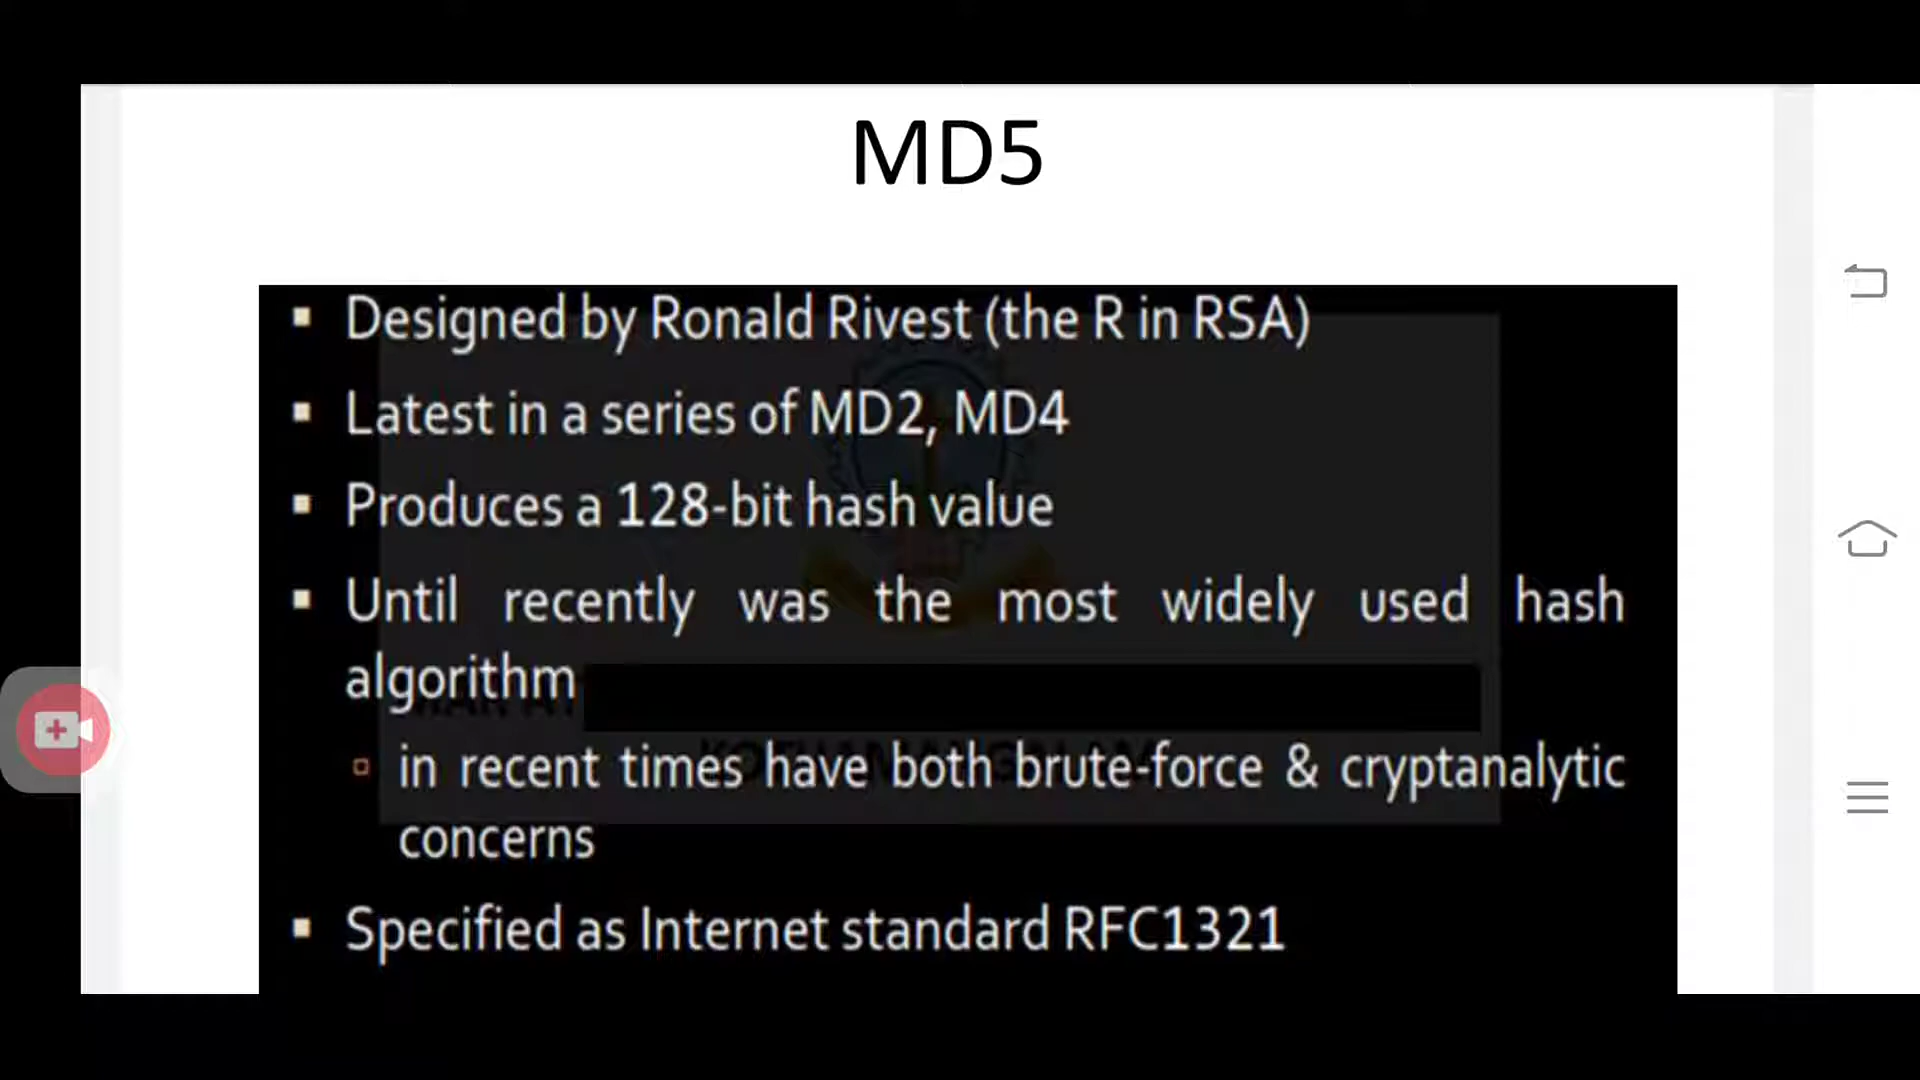 MD5
Designed by Ronald Rivest (the R in RSA)
Latest in a series of MD2, MD4
Produces a 128-bit hash value
Until recently was the most widely used hash
algorithm
in recent times have both brute-force & cryptanalytic
concerns
Specified as Internet standard RFC1321